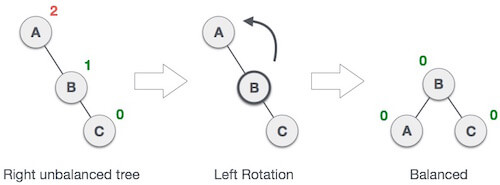 A 2
B 1
C 0
Right unbalanced tree
A
B
C
Left Rotation
0
B
0 0
A C
Balanced